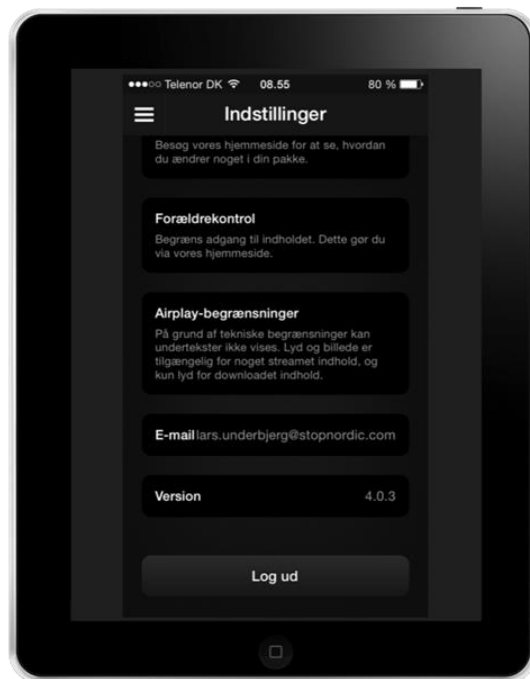 Telenor DK 08.55 80 %
Indstillinger
Besøg vores hjemmeside for at se, hvordan
du ændrer noget i din pakke.
Forældrekontrol
Begræns adgang til indholdet. Dette gør du
via vores hjemmeside.
Airplay-begrænsninger
På grund af tekniske begrænsninger kan
undertekster ikke vises. Lyd og billede er
tilgængelig for noget streamet indhold, og
kun lyd for downloadet indhold.
E-mail lars.underbjerg@stopnordic.com
Version 4.0.3
Log ud